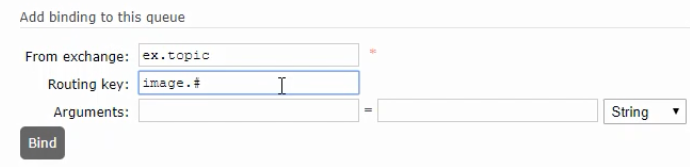 Add binding to this queue
From exchange: ex.topic *
Routing key: image.#
Arguments: = String
Bind